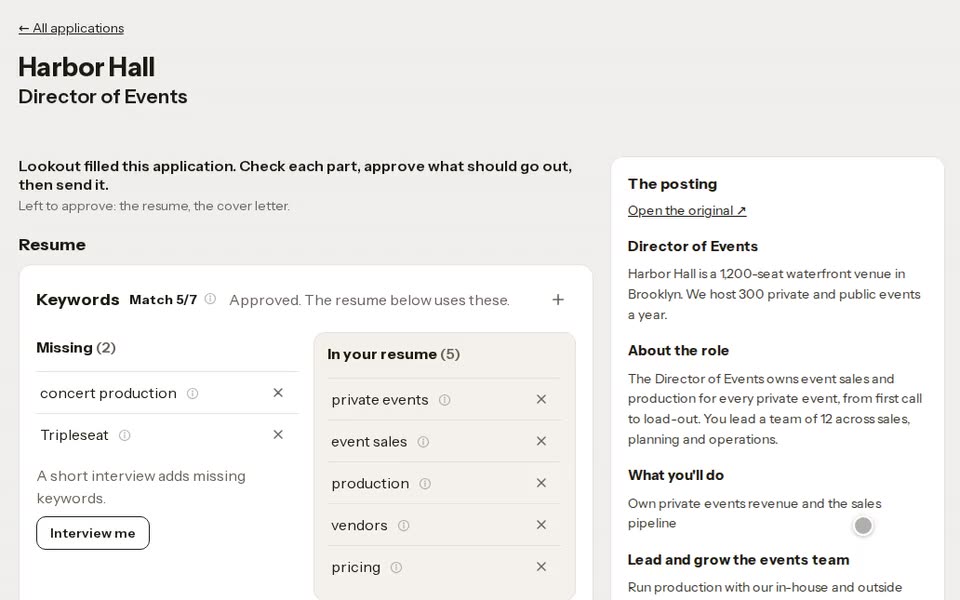 ← All applications
Harbor Hall
Director of Events
Lookout filled this application. Check each part, approve what should go out,
then send it.
Left to approve: the resume, the cover letter.
Resume
Keywords Match 5/7 Approved. The resume below uses these.
Missing (2)
concert production
Tripleseat
A short interview adds missing
keywords.
Interview me
In your resume (5)
private events
event sales
production
vendors
pricing
The posting
Open the original ↗
Director of Events
Harbor Hall is a 1,200-seat waterfront venue in
Brooklyn. We host 300 private and public events
a year.
About the role
The Director of Events owns event sales and
production for every private event, from first call
to load-out. You lead a team of 12 across sales,
planning and operations.
What you'll do
Own private events revenue and the sales
pipeline
Lead and grow the events team
Run production with our in-house and outside